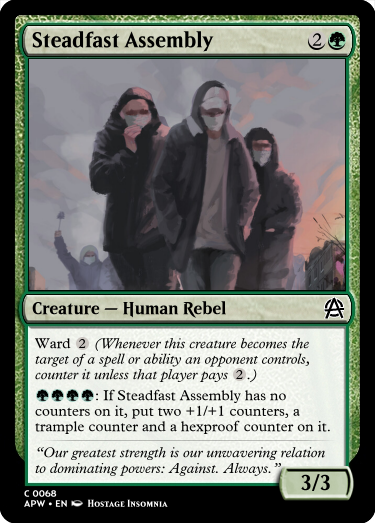 Steadfast Assembly 2
Creature — Human Rebel
Ward 2 (Whenever this creature becomes the
target of a spell or ability an opponent controls,
counter it unless that player pays 2.)
: If Steadfast Assembly has no
counters on it, put two +1/+1 counters, a
trample counter and a hexproof counter on it.
“Our greatest strength is our unwavering relation
to dominating powers: Against. Always.”
3/3
C 0068
APW • EN Hostage Insomnia